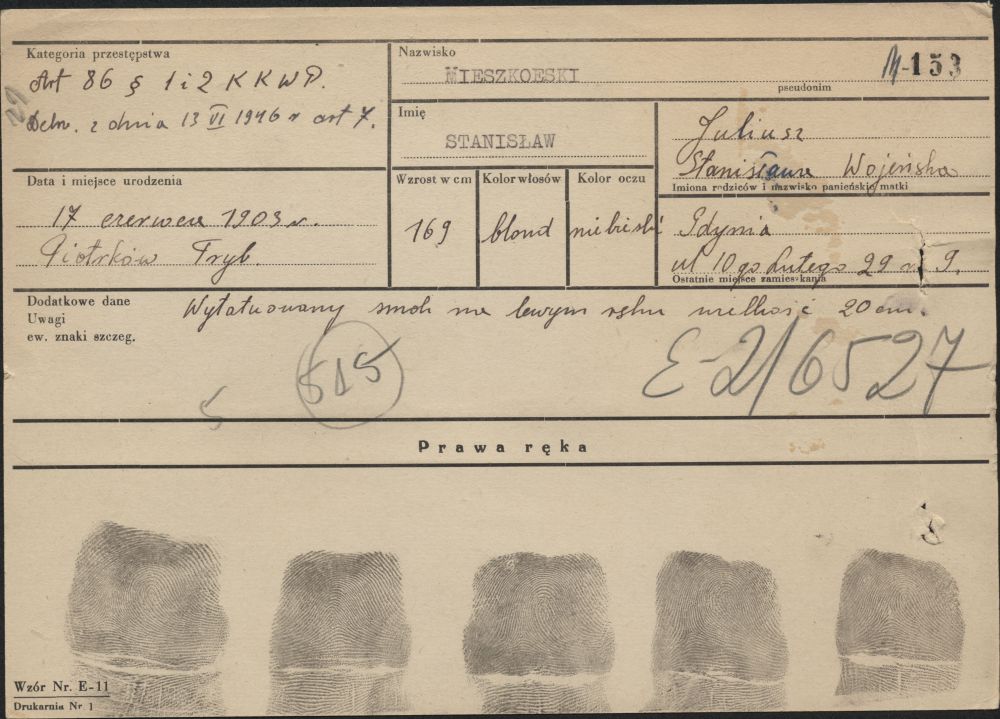 Kategoria przestępstwa
Art 86 § 1 i 2 KKWP.
Dekr. z dnia 13 VI 1946 r art 7.
Nazwisko
MIESZKOESKI
M-153
pseudonim
Imię
STANISŁAW
Juliusz
Stanisława Wojeńska
Imiona rodziców i nazwisko panieńskie matki
Data i miejsce urodzenia
17 czerwca 1903 r.
Piotrków Tryb.
Wzrost w cm
169
Kolor włosów
blond
Kolor oczu
niebieski
Gdynia
ul 10go Lutego 29 m 9.
Ostatnie miejsce zamieszkania
Dodatkowe dane
Uwagi
ew. znaki szczeg.
Wytatuowany smok na lewym ręku wielkość 20 cm.
5
515
E-2/6527
Prawa ręka
Wzór Nr. E-11
Drukarnia Nr 1